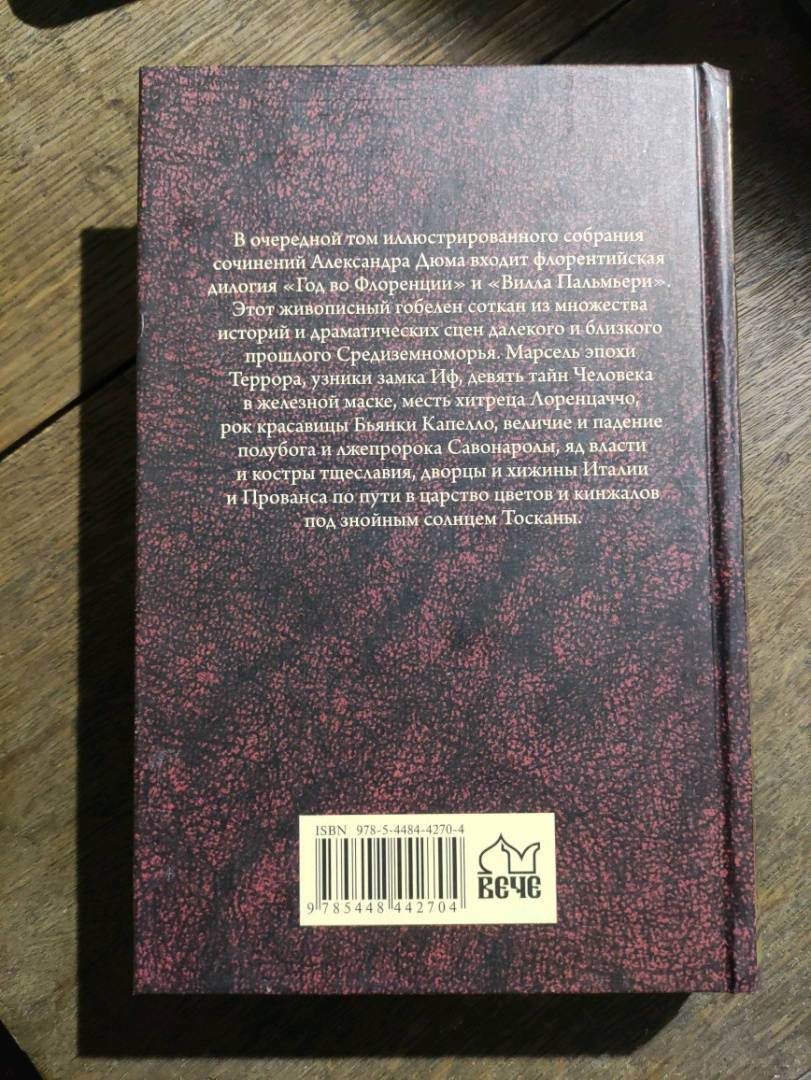 В очередной том иллюстрированного собрания
сочинений Александра Дюма входит флорентийская
дилогия «Год во Флоренции» и «Вилла Пальмьери».
Этот живописный гобелен соткан из множества
историй и драматических сцен далекого и близкого
прошлого Средиземноморья. Марсель эпохи
Террора, узники замка Иф, девять тайн Человека
в железной маске, месть хитреца Лоренцаччо,
рок красавицы Бьянки Капелло, величие и падение
полубога и лжепророка Савонаролы, яд власти
и костры тщеславия, дворцы и хижины Италии
и Прованса по пути в царство цветов и кинжалов
под знойным солнцем Тосканы.
ISBN 978-5-4484-4270-4
9 785448 442704
ВЕЧЕ